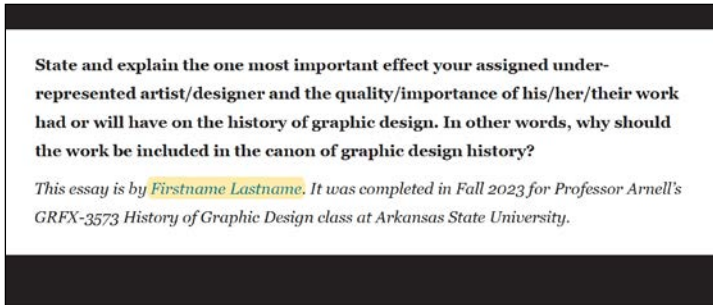 State and explain the one most important effect your assigned under-
represented artist/designer and the quality/importance of his/her/their work
had or will have on the history of graphic design. In other words, why should
the work be included in the canon of graphic design history?
This essay is by Firstname Lastname. It was completed in Fall 2023 for Professor Arnell’s
GRFX-3573 History of Graphic Design class at Arkansas State University.